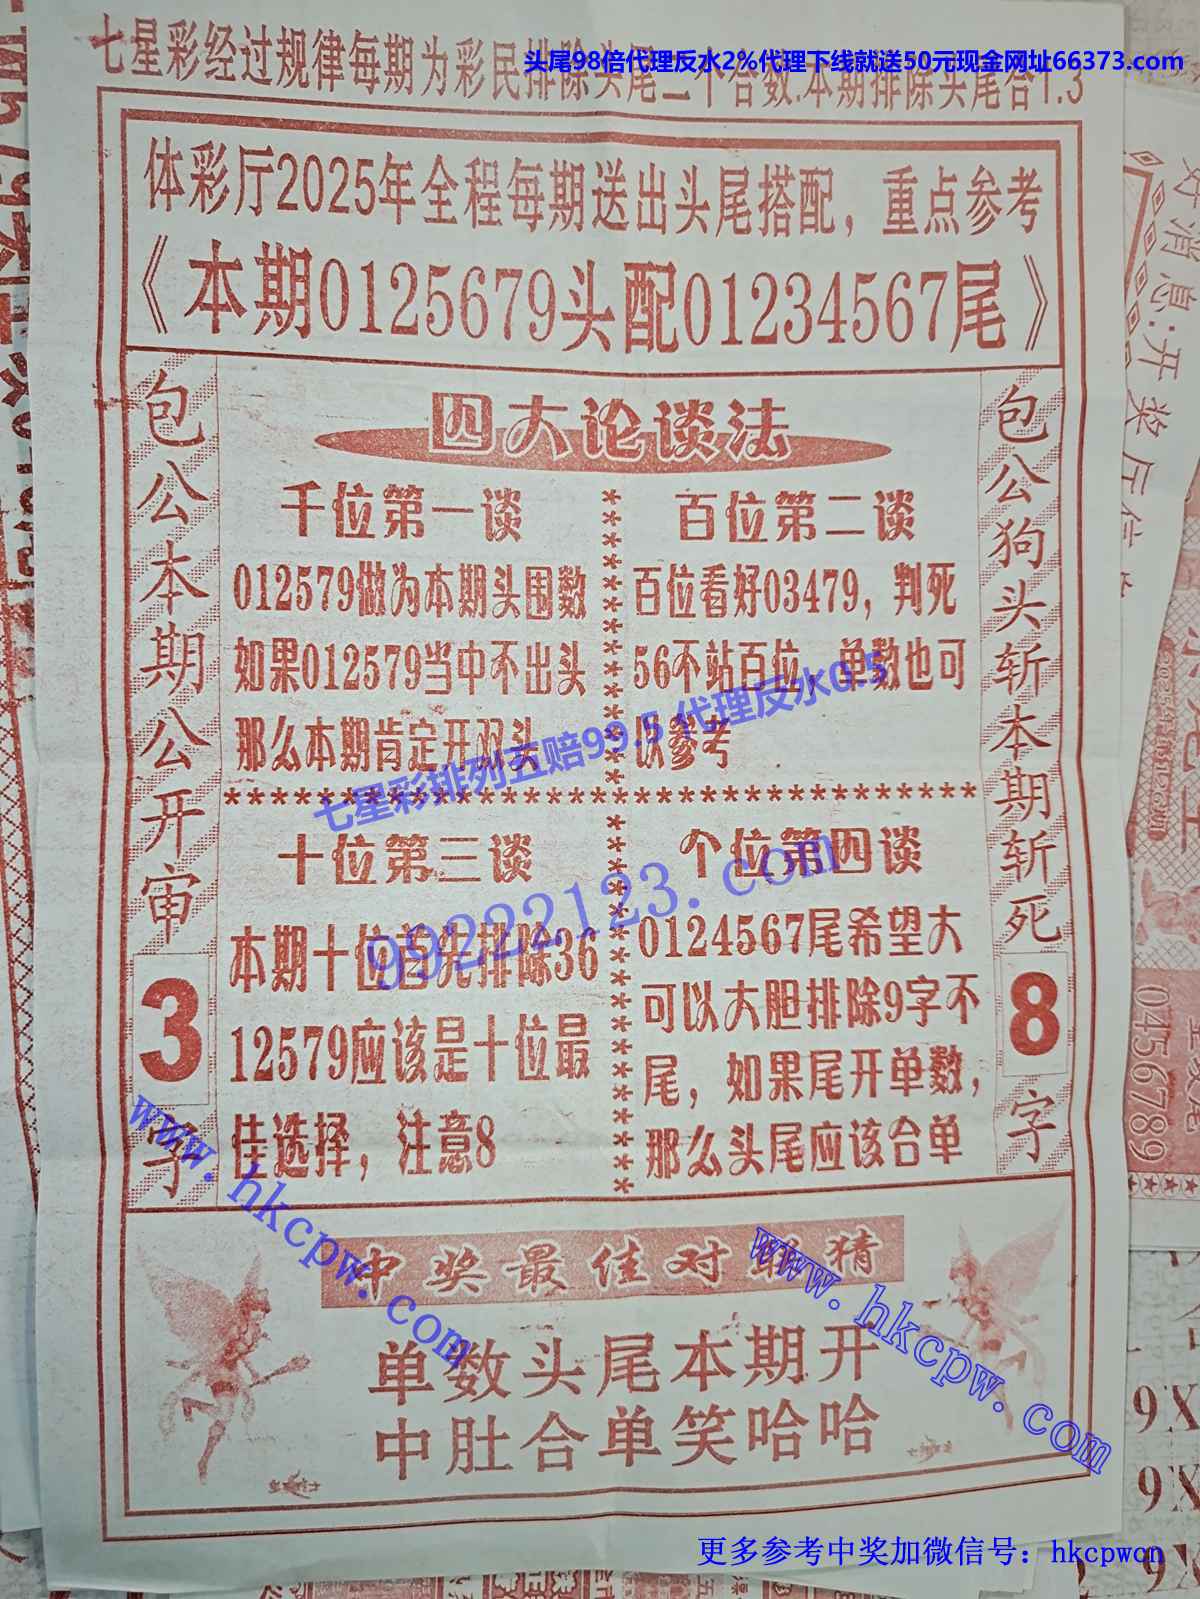 头尾98倍代理反水2%代理下线就送50元现金网址66373.com
七星彩经过规律每期为彩民排除头尾二个合数.本期排除头尾合1.3
体彩厅2025年全程每期送出头尾搭配，重点参考
《本期0125679头配01234567尾》
包公本期公开审3字
四大论谈法
千位第一谈
012579做为本期头围数
如果012579当中不出头
那么本期肯定开双头
百位第二谈
百位看好03479，判死
56不站百位，单数也可
以参考
七星彩排列五赔99.5 代理反水0.5
十位第三谈
本期十位首先排除36
12579应该是十位最
佳选择，注意8
个位第四谈
0124567尾希望大
可以大胆排除9字不
尾，如果尾开单数，
那么头尾应该合单
99222123.com
包公狗头斩本期斩死8字
www.hkcpw.com
www.hkcpw.com
中奖最佳对联猜
单数头尾本期开
中肚合单笑哈哈
好消息:开奖厅
0456789
9X
9X
9X
更多参考中奖加微信号：hkcpwcn